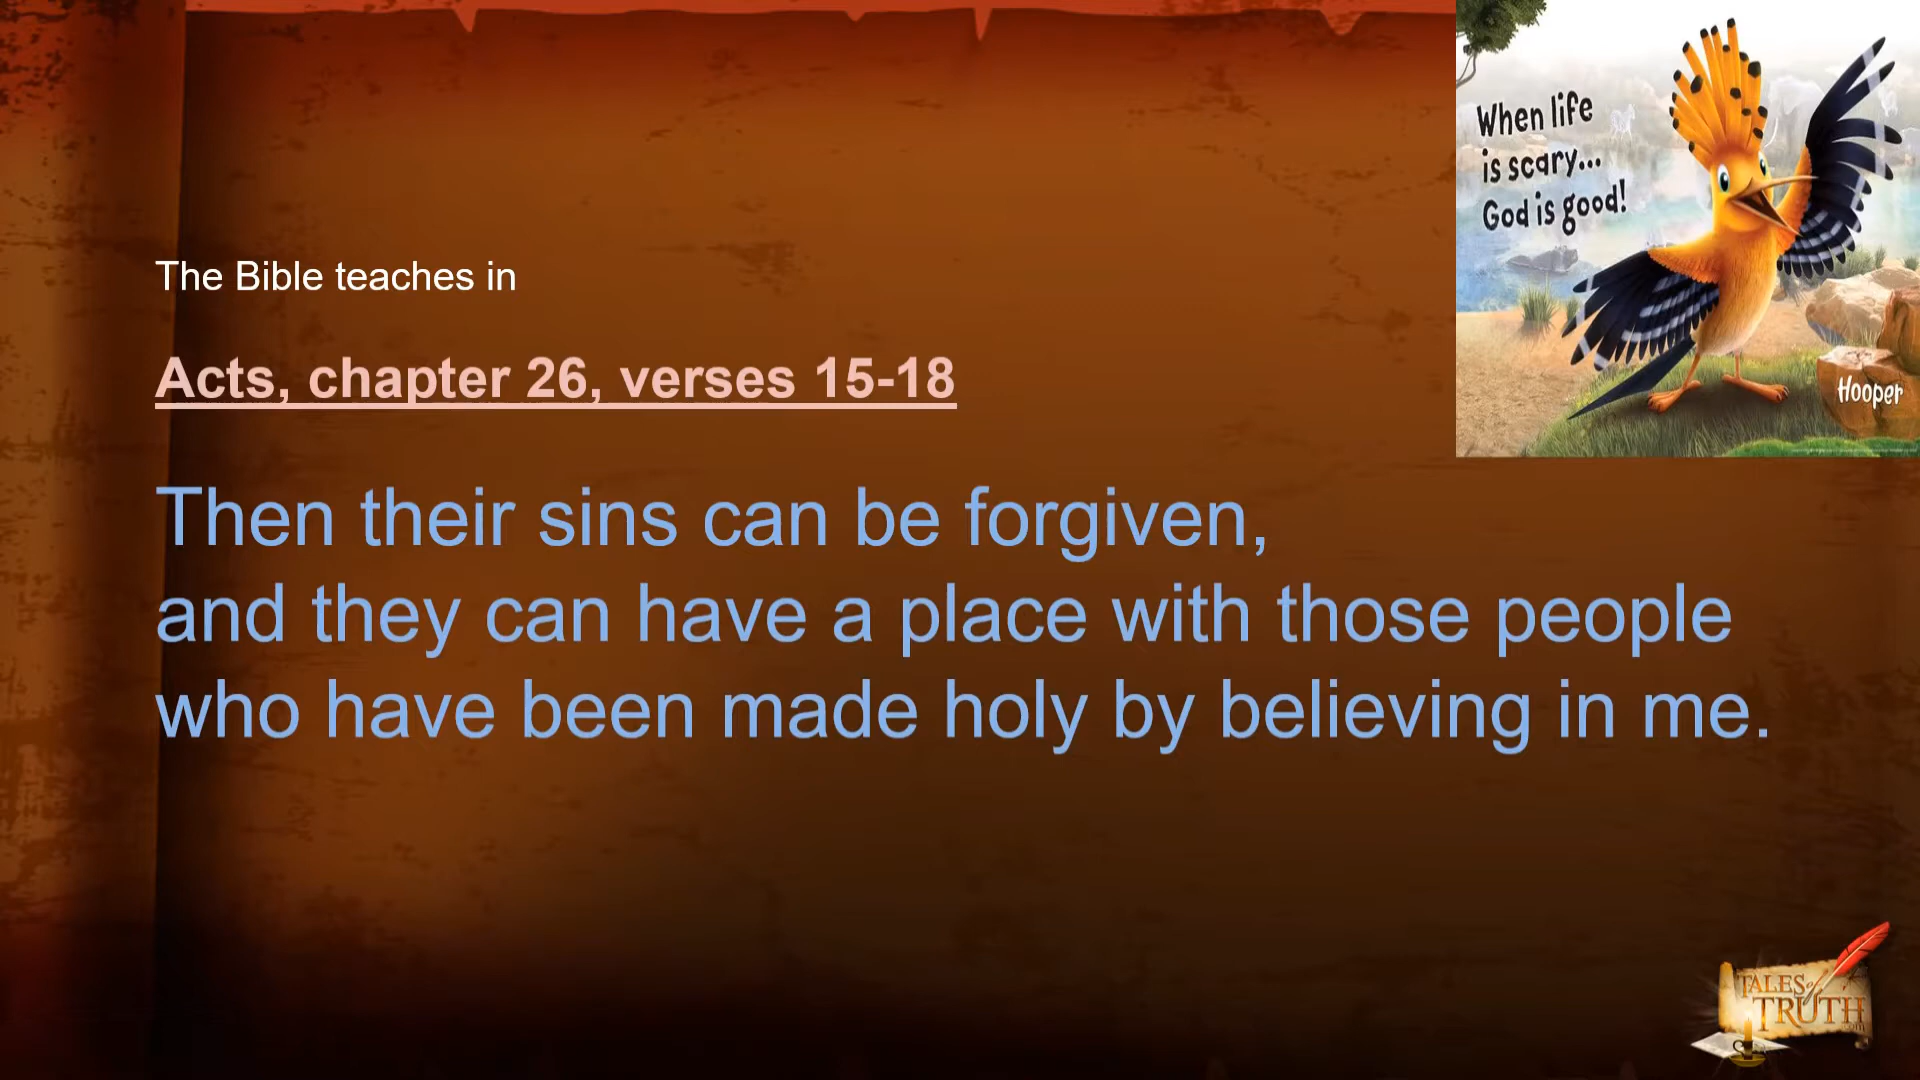 The Bible teaches in
Acts, chapter 26, verses 15-18
Then their sins can be forgiven,
and they can have a place with those people
who have been made holy by believing in me.
When life
is scary...
God is good!
Hooper
TALES of
TRUTH
.com